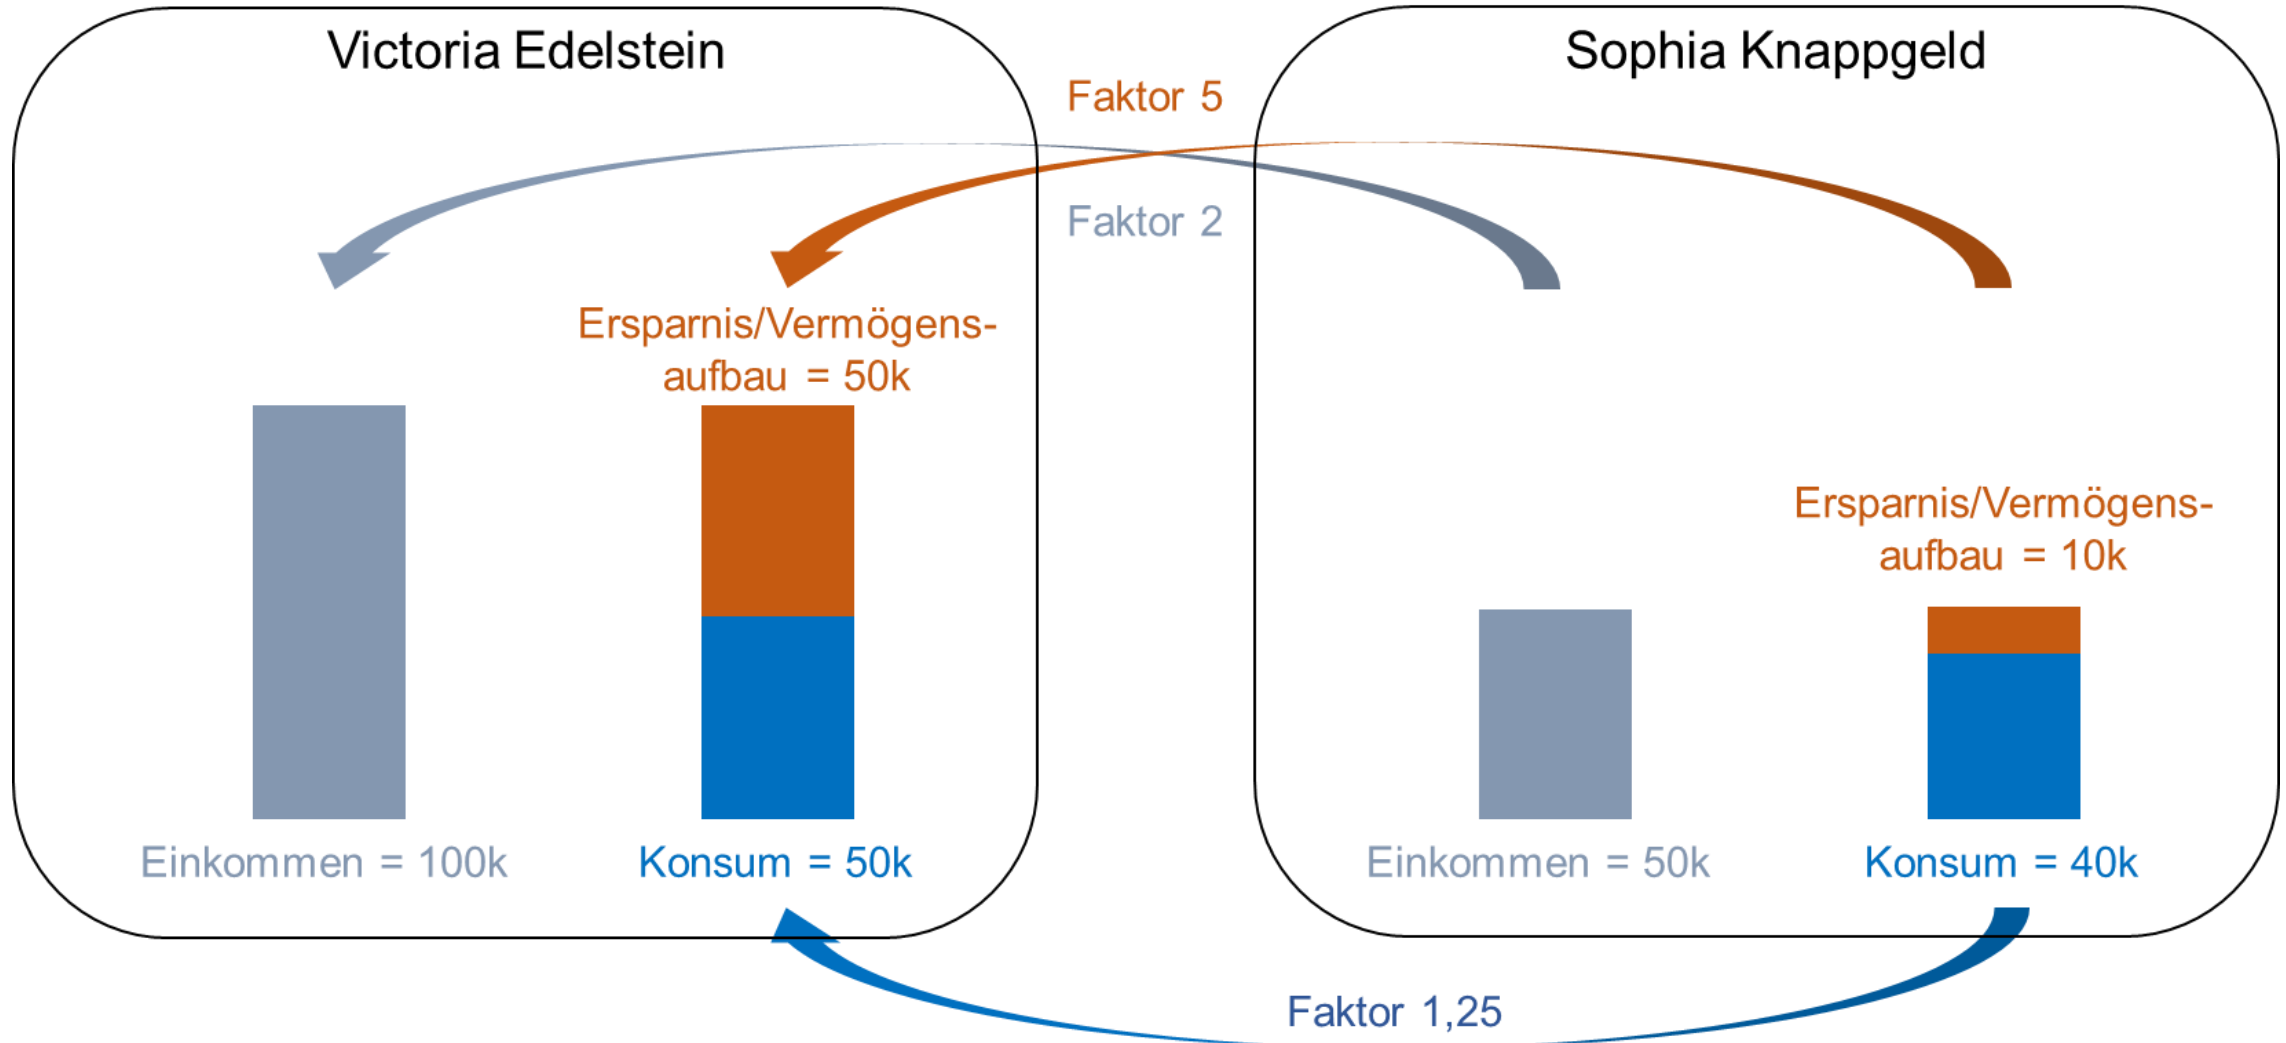 Victoria Edelstein
Sophia Knappgeld
Faktor 5
Faktor 2
Ersparnis/Vermögens-
aufbau = 50k
Ersparnis/Vermögens-
aufbau = 10k
Einkommen = 100k
Konsum = 50k
Einkommen = 50k
Konsum = 40k
Faktor 1,25